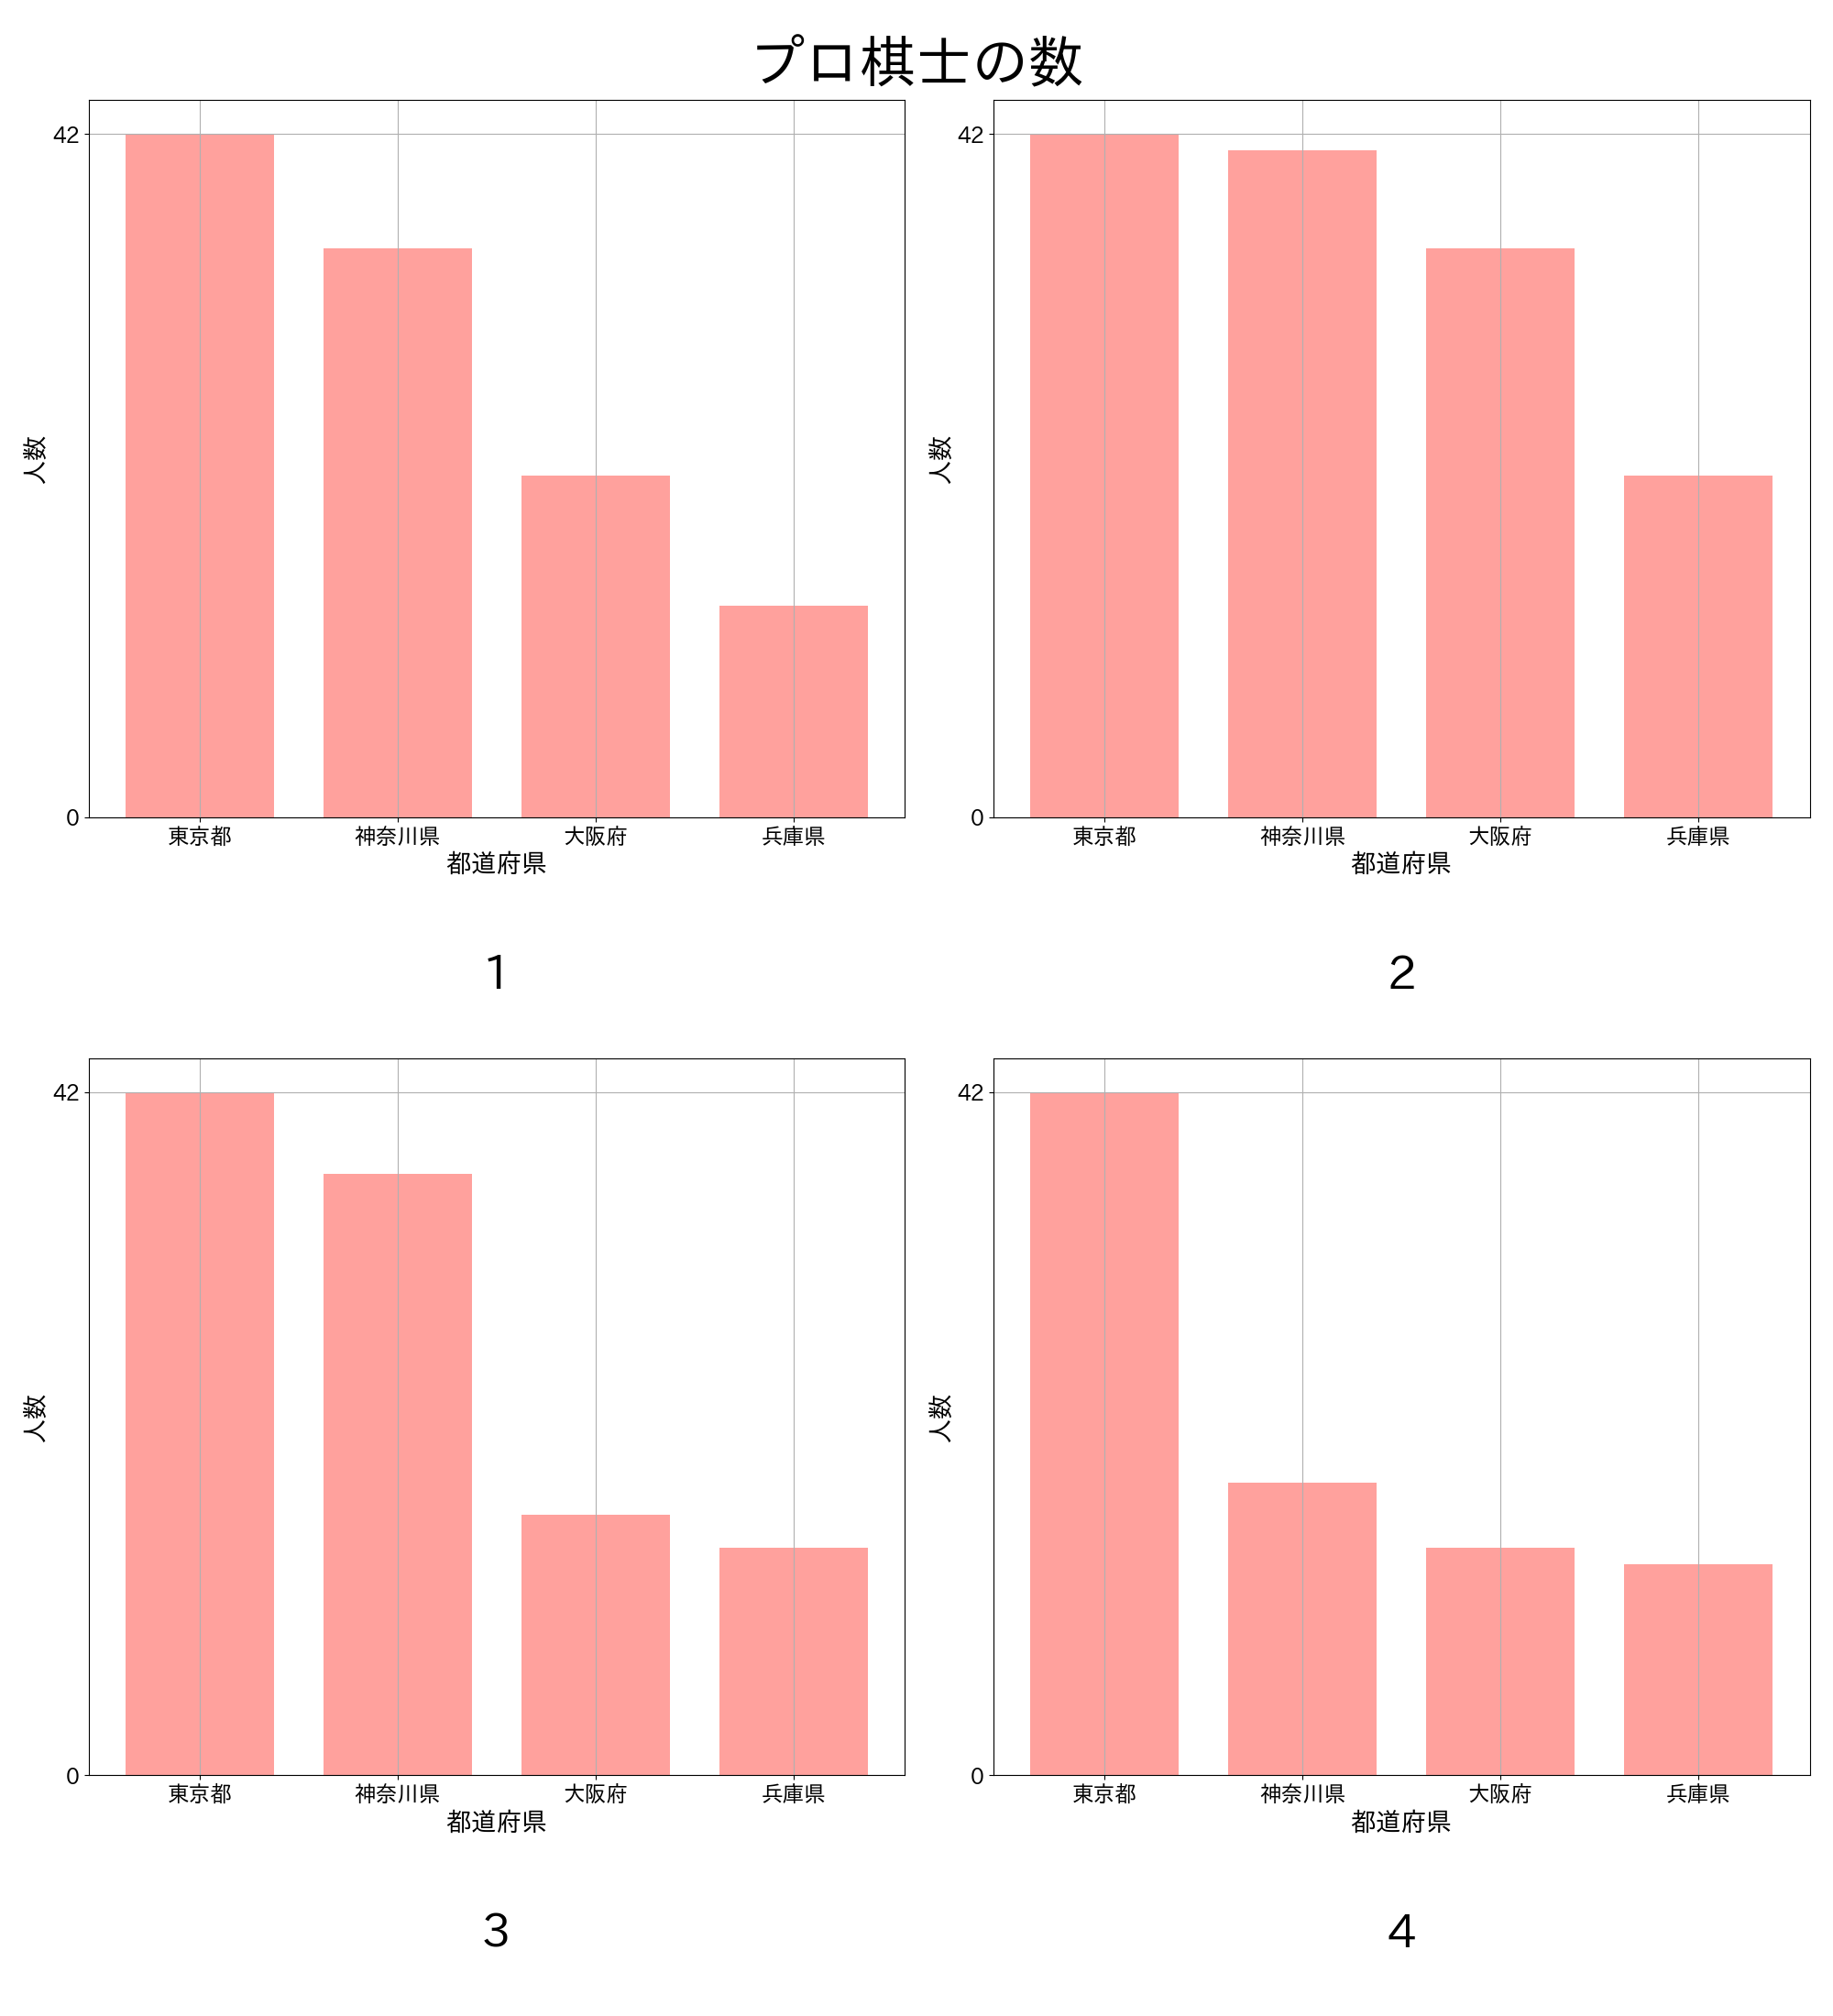 プロ棋士の数
42
0
人数
東京都 神奈川県 大阪府 兵庫県
都道府県
1
42
0
人数
東京都 神奈川県 大阪府 兵庫県
都道府県
2
42
0
人数
東京都 神奈川県 大阪府 兵庫県
都道府県
3
42
0
人数
東京都 神奈川県 大阪府 兵庫県
都道府県
4